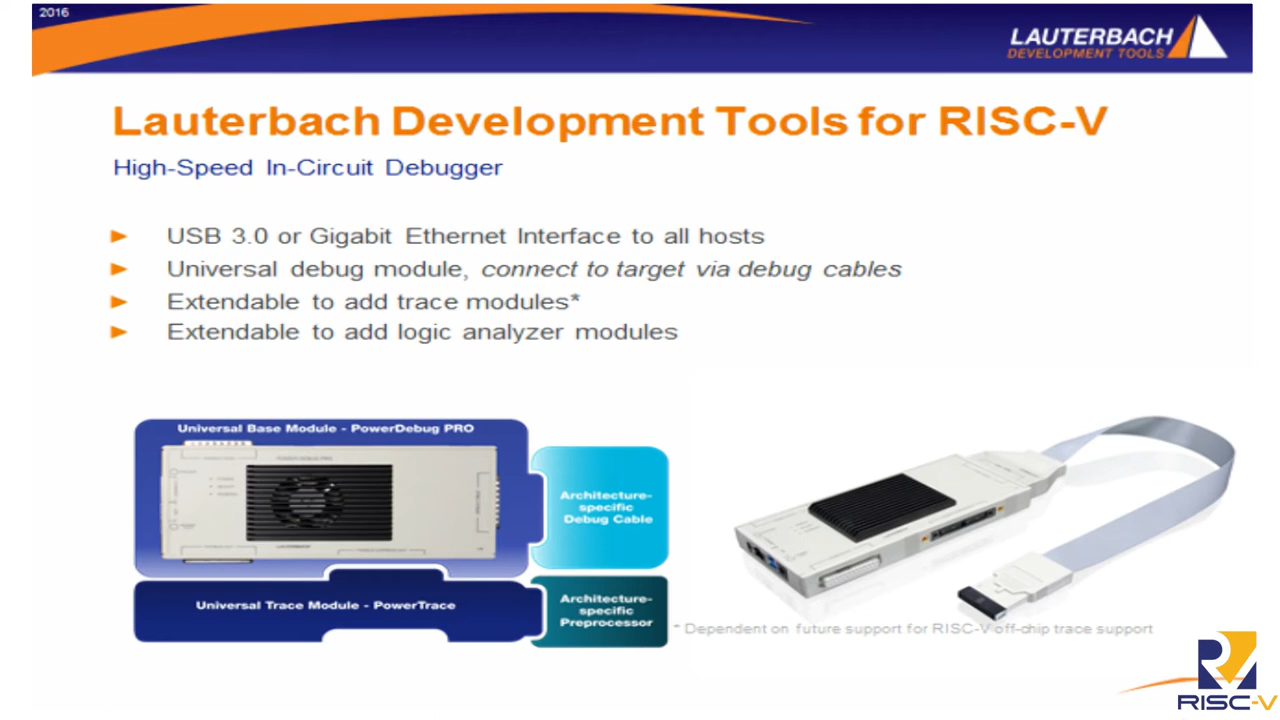 2016
LAUTERBACH
DEVELOPMENT TOOLS
Lauterbach Development Tools for RISC-V
High-Speed In-Circuit Debugger
USB 3.0 or Gigabit Ethernet Interface to all hosts
Universal debug module, connect to target via debug cables
Extendable to add trace modules*
Extendable to add logic analyzer modules
Universal Base Module - PowerDebug PRO
Architecture-
specific
Debug Cable
Universal Trace Module - PowerTrace
Architecture-
specific
Preprocessor
* Dependent on future support for RISC-V off-chip trace support
RISC-V